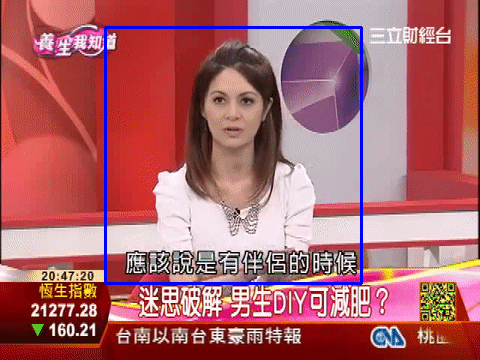 養生我知道
三立財經台
應該說是有伴侶的時候
20:47:20
恆生指數
21277.28
▼160.21
迷思破解 男生DIY可減肥？
台南以南台東豪雨特報
CNA 桃園